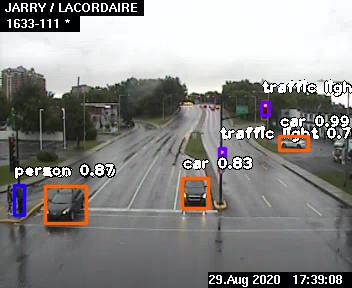 JARRY / LACORDAIRE
1633-111 *
traffic ligh
car 0.99
traffic light 0.7
car 0.83
person 0.87
29.Aug 2020 17:39:08